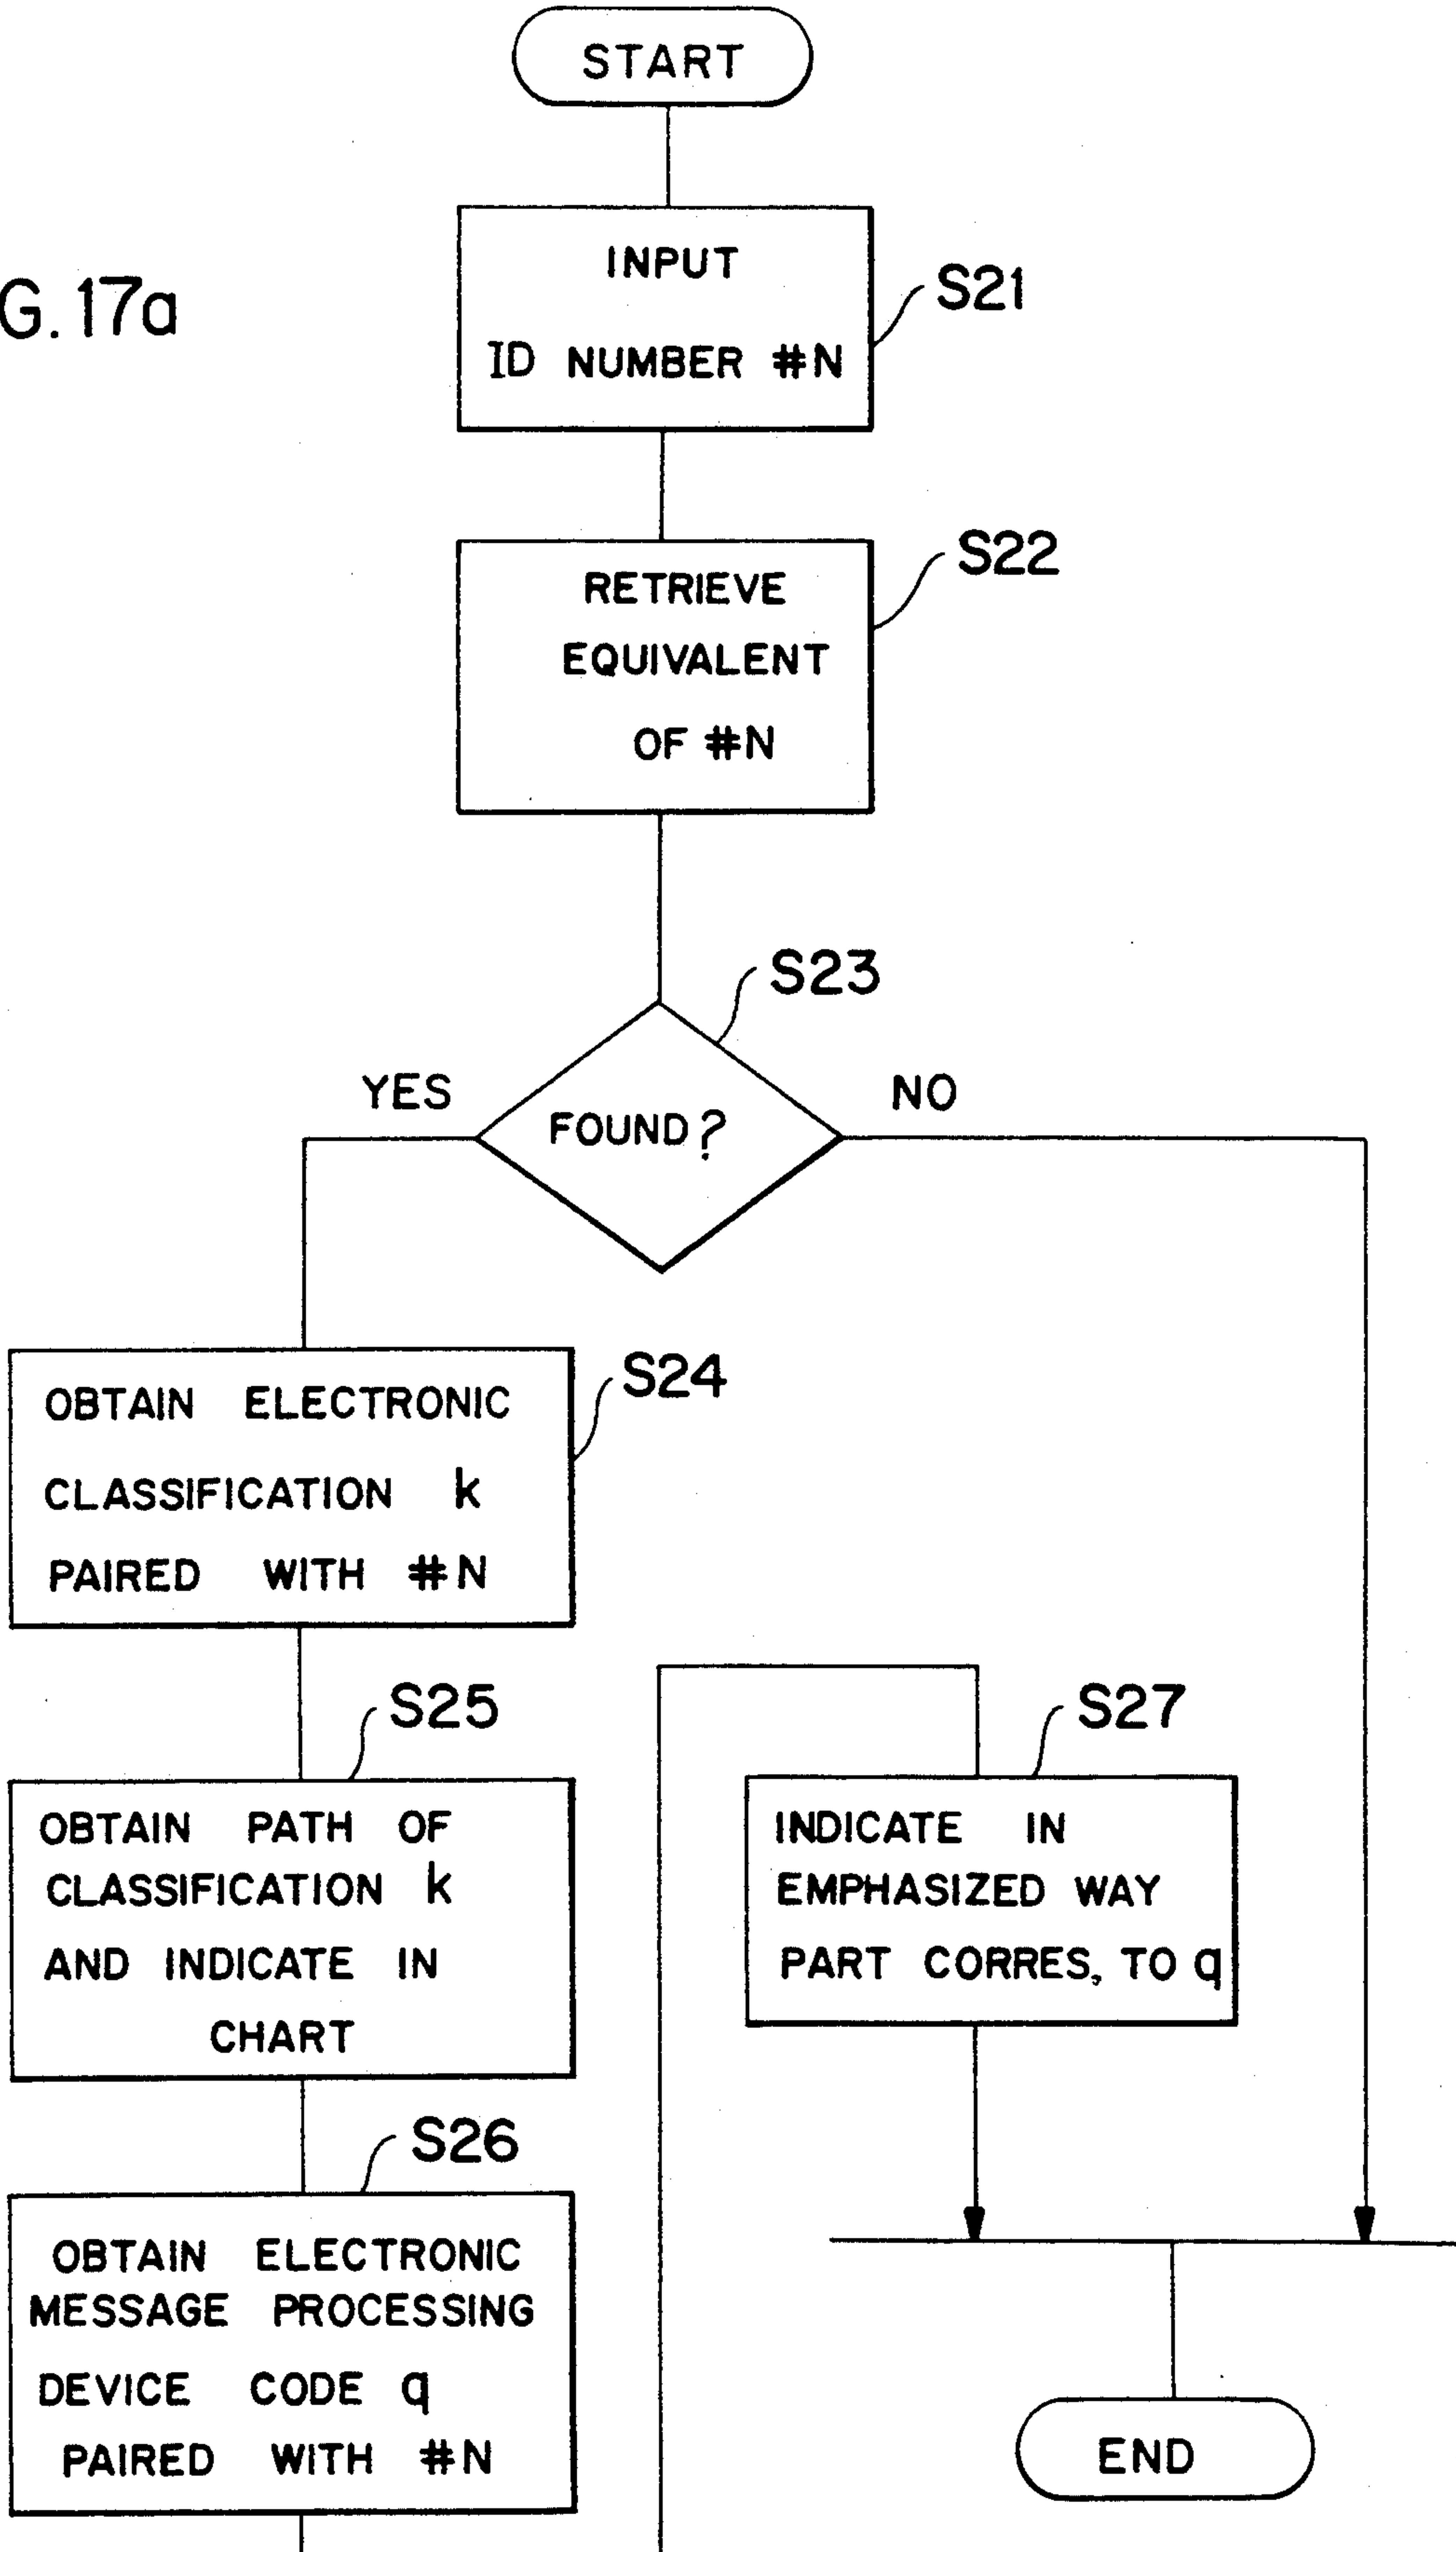 START
G. 17a
INPUT
ID NUMBER #N
S21
RETRIEVE
EQUIVALENT
OF #N
S22
S23
YES
FOUND?
NO
OBTAIN ELECTRONIC
CLASSIFICATION k
PAIRED WITH #N
S24
S25
OBTAIN PATH OF
CLASSIFICATION k
AND INDICATE IN
CHART
S27
INDICATE IN
EMPHASIZED WAY
PART CORRES, TO q
S26
OBTAIN ELECTRONIC
MESSAGE PROCESSING
DEVICE CODE q
PAIRED WITH #N
END